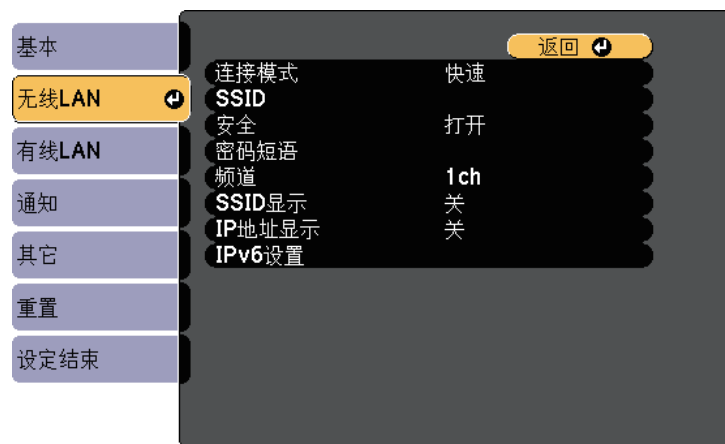 基本
无线LAN
有线LAN
通知
其它
重置
设定结束
返回
连接模式 快速
SSID
安全 打开
密码短语
频道 1ch
SSID显示 关
IP地址显示 关
IPv6设置